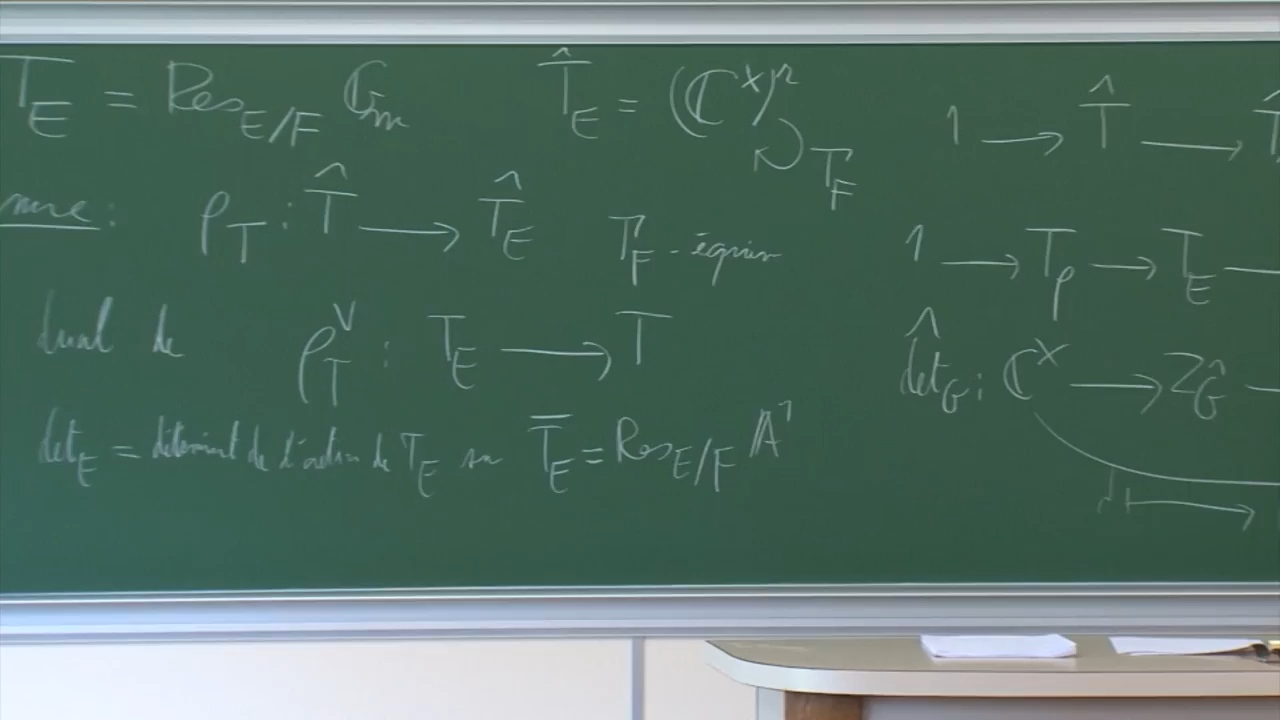 T_E = Res_{E/F} 𝔾_m    T̂_E = (ℂ^×)^r ↺ Γ_F
ρ_T : T̂ ⟶ T̂_E    Γ_F - équiv
dual de ρ_T^∨ : T_E ⟶ T
det_E = déterminant de l'action de T_E sur T̄_E = Res_{E/F} 𝔸^1
1 ⟶ T̂ ⟶ T̂
1 ⟶ T_ρ ⟶ T_E ⟶
det̂_G : ℂ^× ⟶ Z_Ĝ